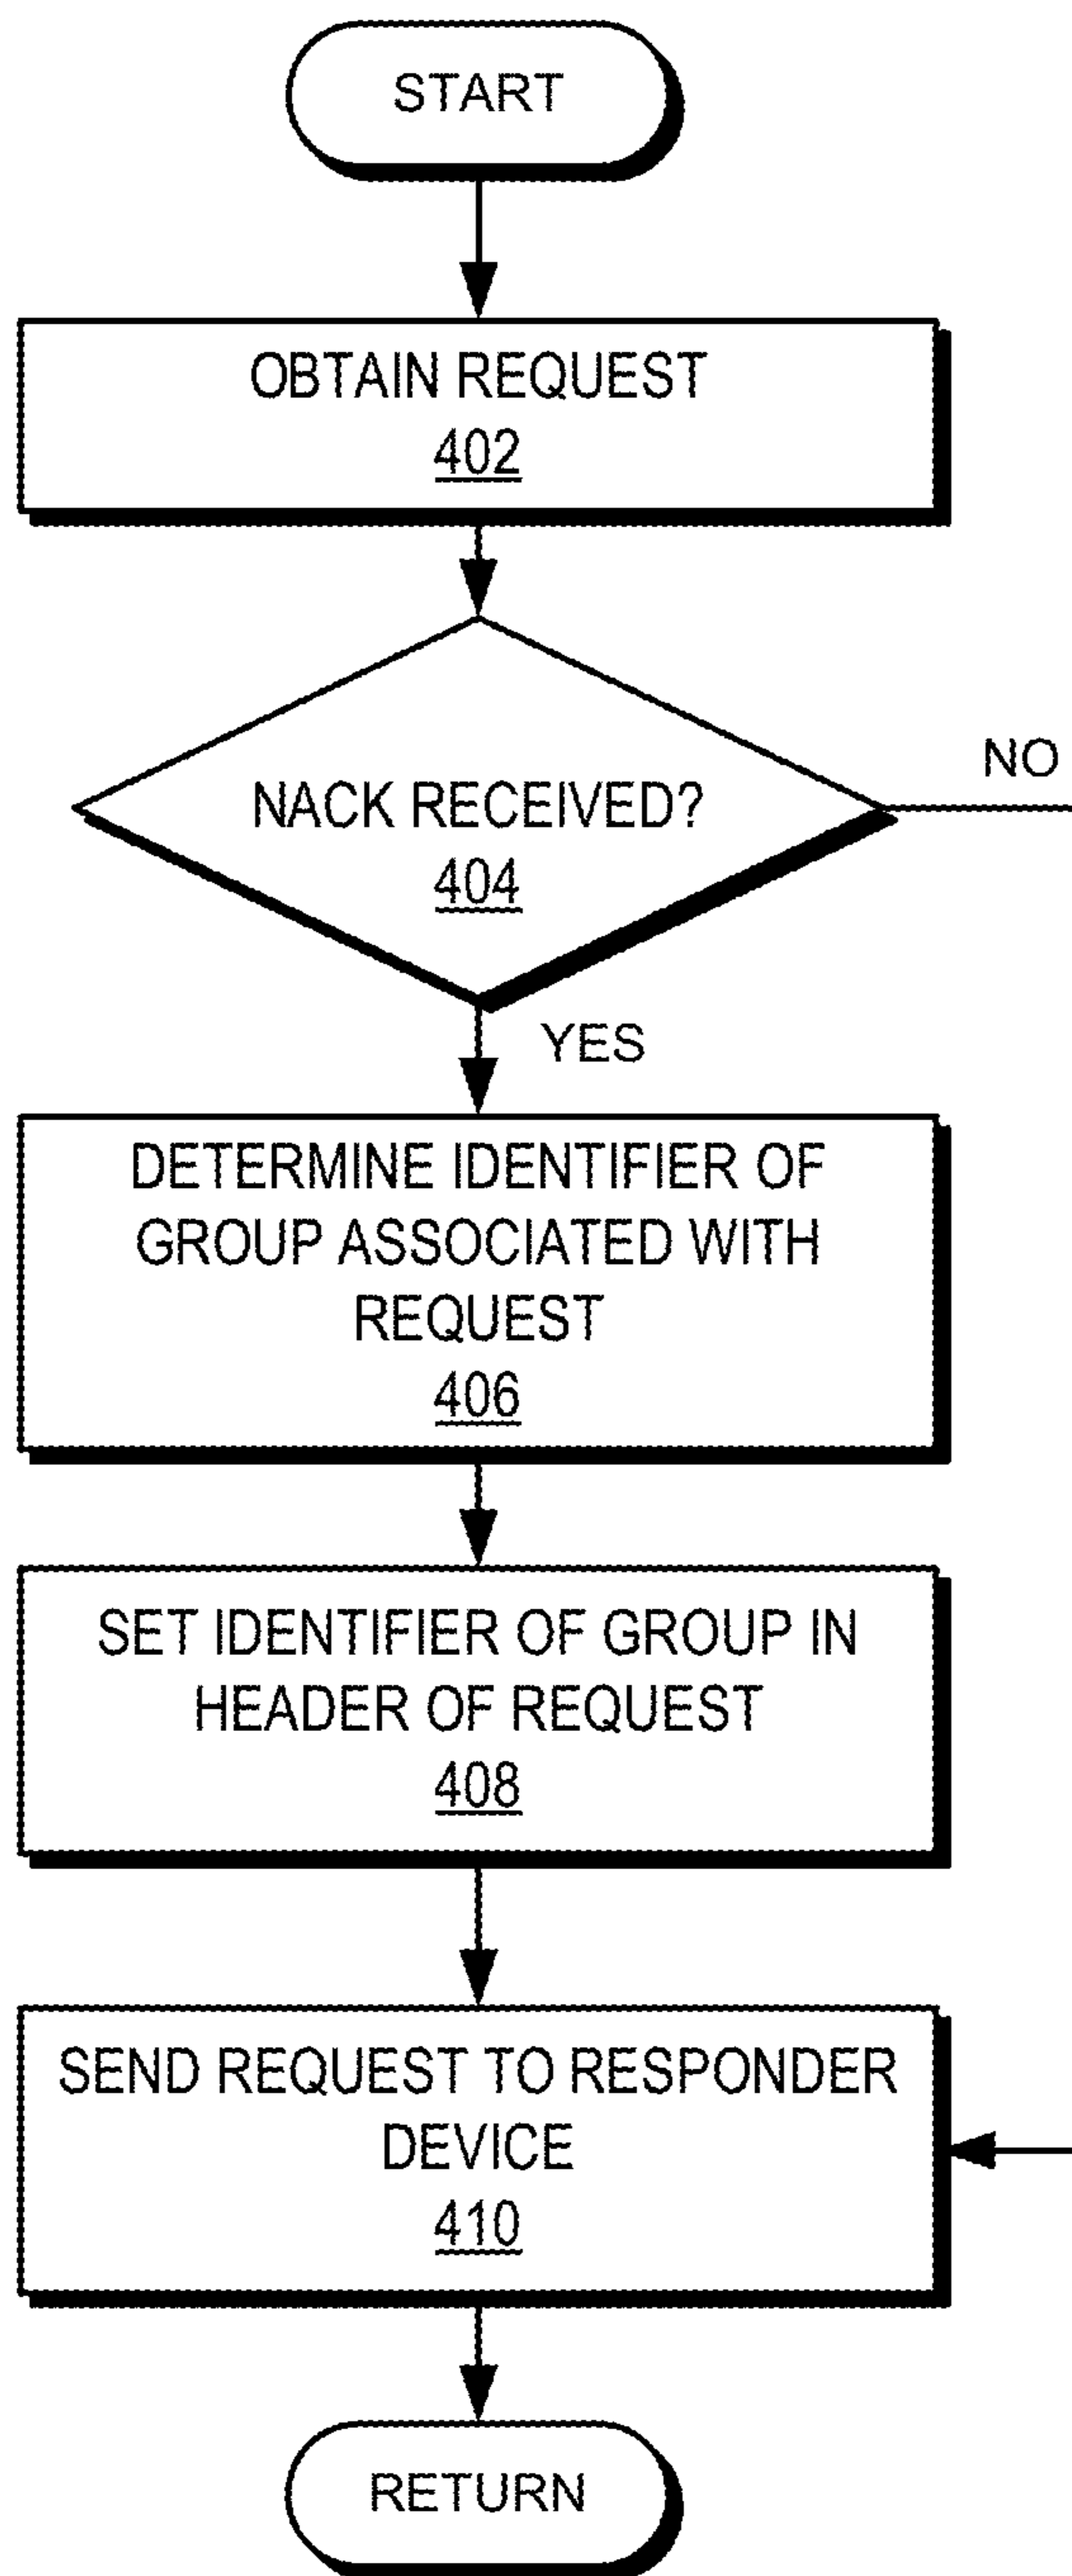 START
OBTAIN REQUEST
402
NACK RECEIVED?
404
NO
YES
DETERMINE IDENTIFIER OF
GROUP ASSOCIATED WITH
REQUEST
406
SET IDENTIFIER OF GROUP IN
HEADER OF REQUEST
408
SEND REQUEST TO RESPONDER
DEVICE
410
RETURN